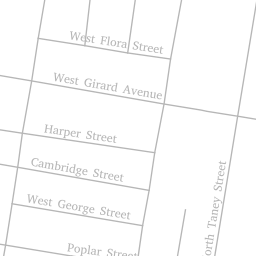 West Flora Street
West Girard Avenue
Harper Street
Cambridge Street
West George Street
Poplar Street
orth Taney Street